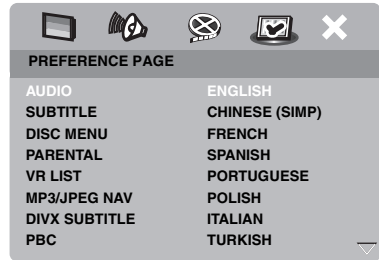 PREFERENCE PAGE
AUDIO ENGLISH
SUBTITLE CHINESE (SIMP)
DISC MENU FRENCH
PARENTAL SPANISH
VR LIST PORTUGUESE
MP3/JPEG NAV POLISH
DIVX SUBTITLE ITALIAN
PBC TURKISH